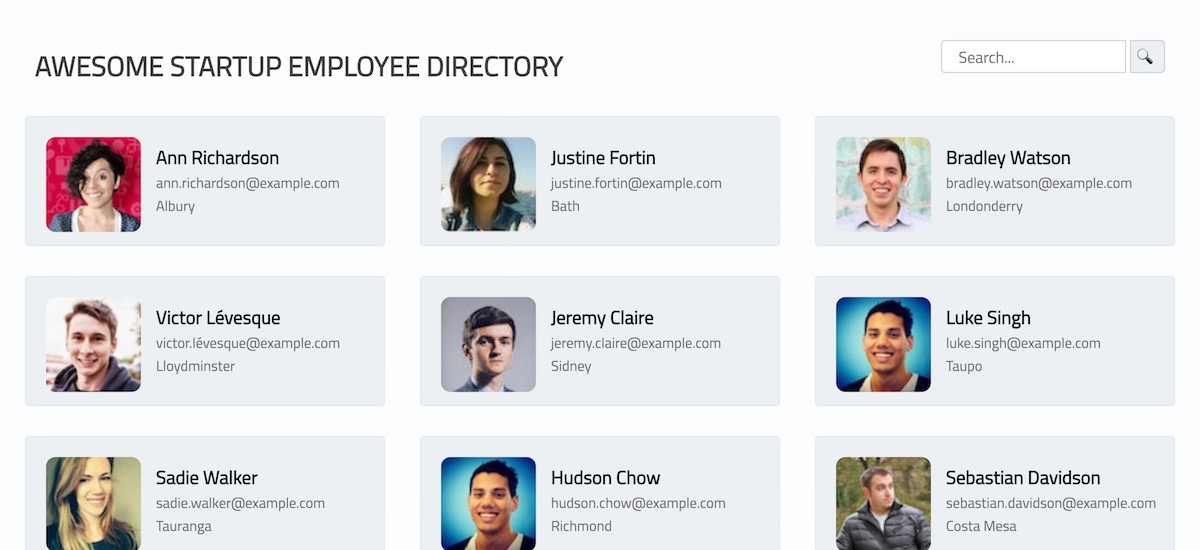 AWESOME STARTUP EMPLOYEE DIRECTORY
Search...
Ann Richardson
ann.richardson@example.com
Albury
Justine Fortin
justine.fortin@example.com
Bath
Bradley Watson
bradley.watson@example.com
Londonderry
Victor Lévesque
victor.lévesque@example.com
Lloydminster
Jeremy Claire
jeremy.claire@example.com
Sidney
Luke Singh
luke.singh@example.com
Taupo
Sadie Walker
sadie.walker@example.com
Tauranga
Hudson Chow
hudson.chow@example.com
Richmond
Sebastian Davidson
sebastian.davidson@example.com
Costa Mesa